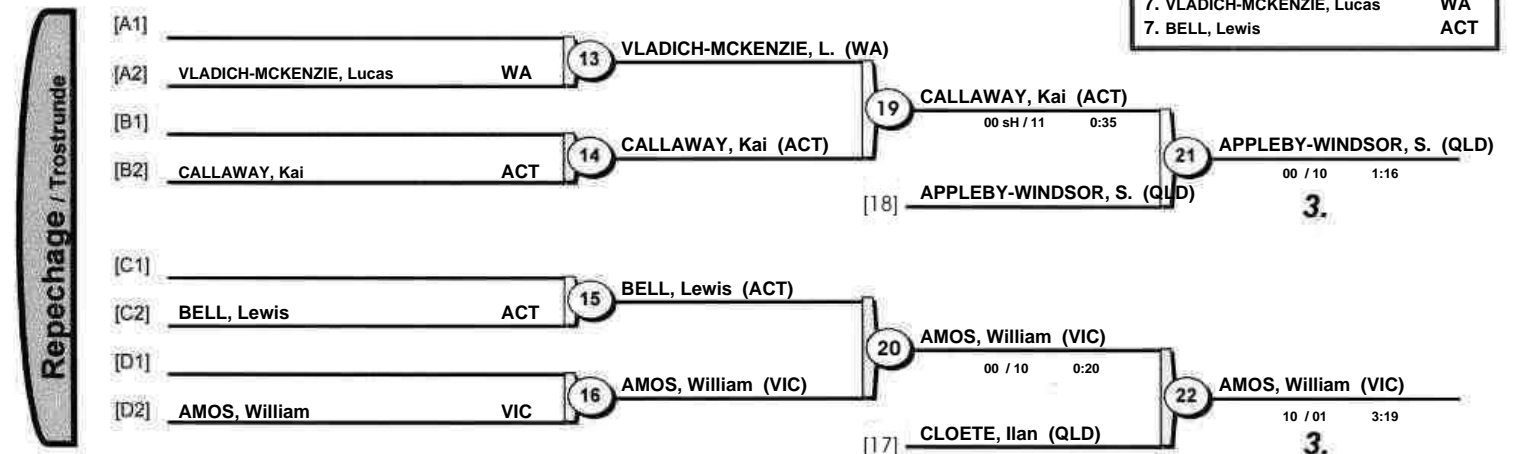 7. VLADICH-MCKENZIE, Lucas WA
7. BELL, Lewis ACT
Repechage / Trostrunde
[A1]
[A2] VLADICH-MCKENZIE, Lucas WA
13 VLADICH-MCKENZIE, L. (WA)
[B1]
[B2] CALLAWAY, Kai ACT
14 CALLAWAY, Kai (ACT)
19 CALLAWAY, Kai (ACT)
00 sH / 11 0:35
[18] APPLEBY-WINDSOR, S. (QLD)
21 APPLEBY-WINDSOR, S. (QLD)
00 / 10 1:16
3.
[C1]
[C2] BELL, Lewis ACT
15 BELL, Lewis (ACT)
[D1]
[D2] AMOS, William VIC
16 AMOS, William (VIC)
20 AMOS, William (VIC)
00 / 10 0:20
[17] CLOETE, Ilan (QLD)
22 AMOS, William (VIC)
10 / 01 3:19
3.